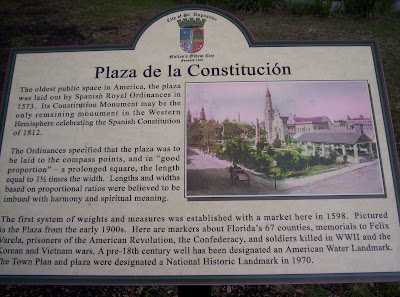 City of St. Augustine
Nation's Oldest City
Founded 1565
Plaza de la Constitución
The oldest public space in America, the plaza
was laid out by Spanish Royal Ordinances in
1573. Its Constitution Monument may be the
only remaining monument in the Western
Hemisphere celebrating the Spanish Constitution
of 1812.
The Ordinances specified that the plaza was to
be laid to the compass points, and in “good
proportion” – a prolonged square, the length
equal to 1½ times the width. Lengths and widths
based on proportional ratios were believed to be
imbued with harmony and spiritual meaning.
The first system of weights and measures was established with a market here in 1598. Pictured
is the Plaza from the early 1900s. Here are markers about Florida's 67 counties, memorials to Felix
Varela, prisoners of the American Revolution, the Confederacy, and soldiers killed in WWII and the
Korean and Vietnam wars. A pre-18th century well has been designated an American Water Landmark.
The Town Plan and plaza were designated a National Historic Landmark in 1970.